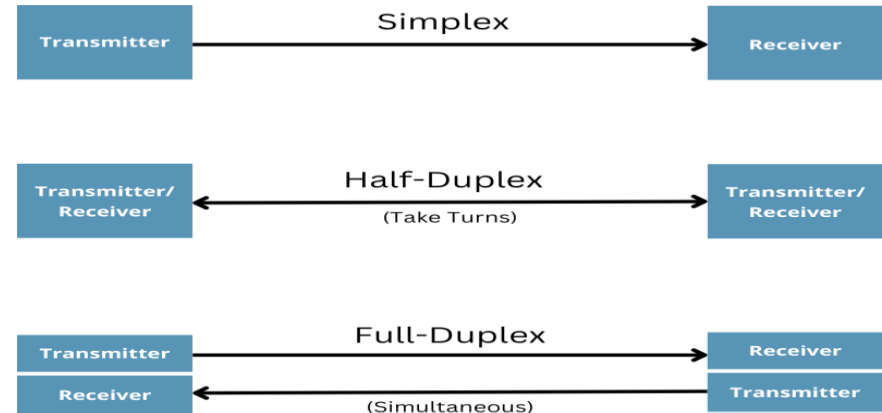 Simplex
Transmitter
Receiver
Half-Duplex
Transmitter/
Receiver
(Take Turns)
Transmitter/
Receiver
Full-Duplex
Transmitter
Receiver
Receiver
Transmitter
(Simultaneous)